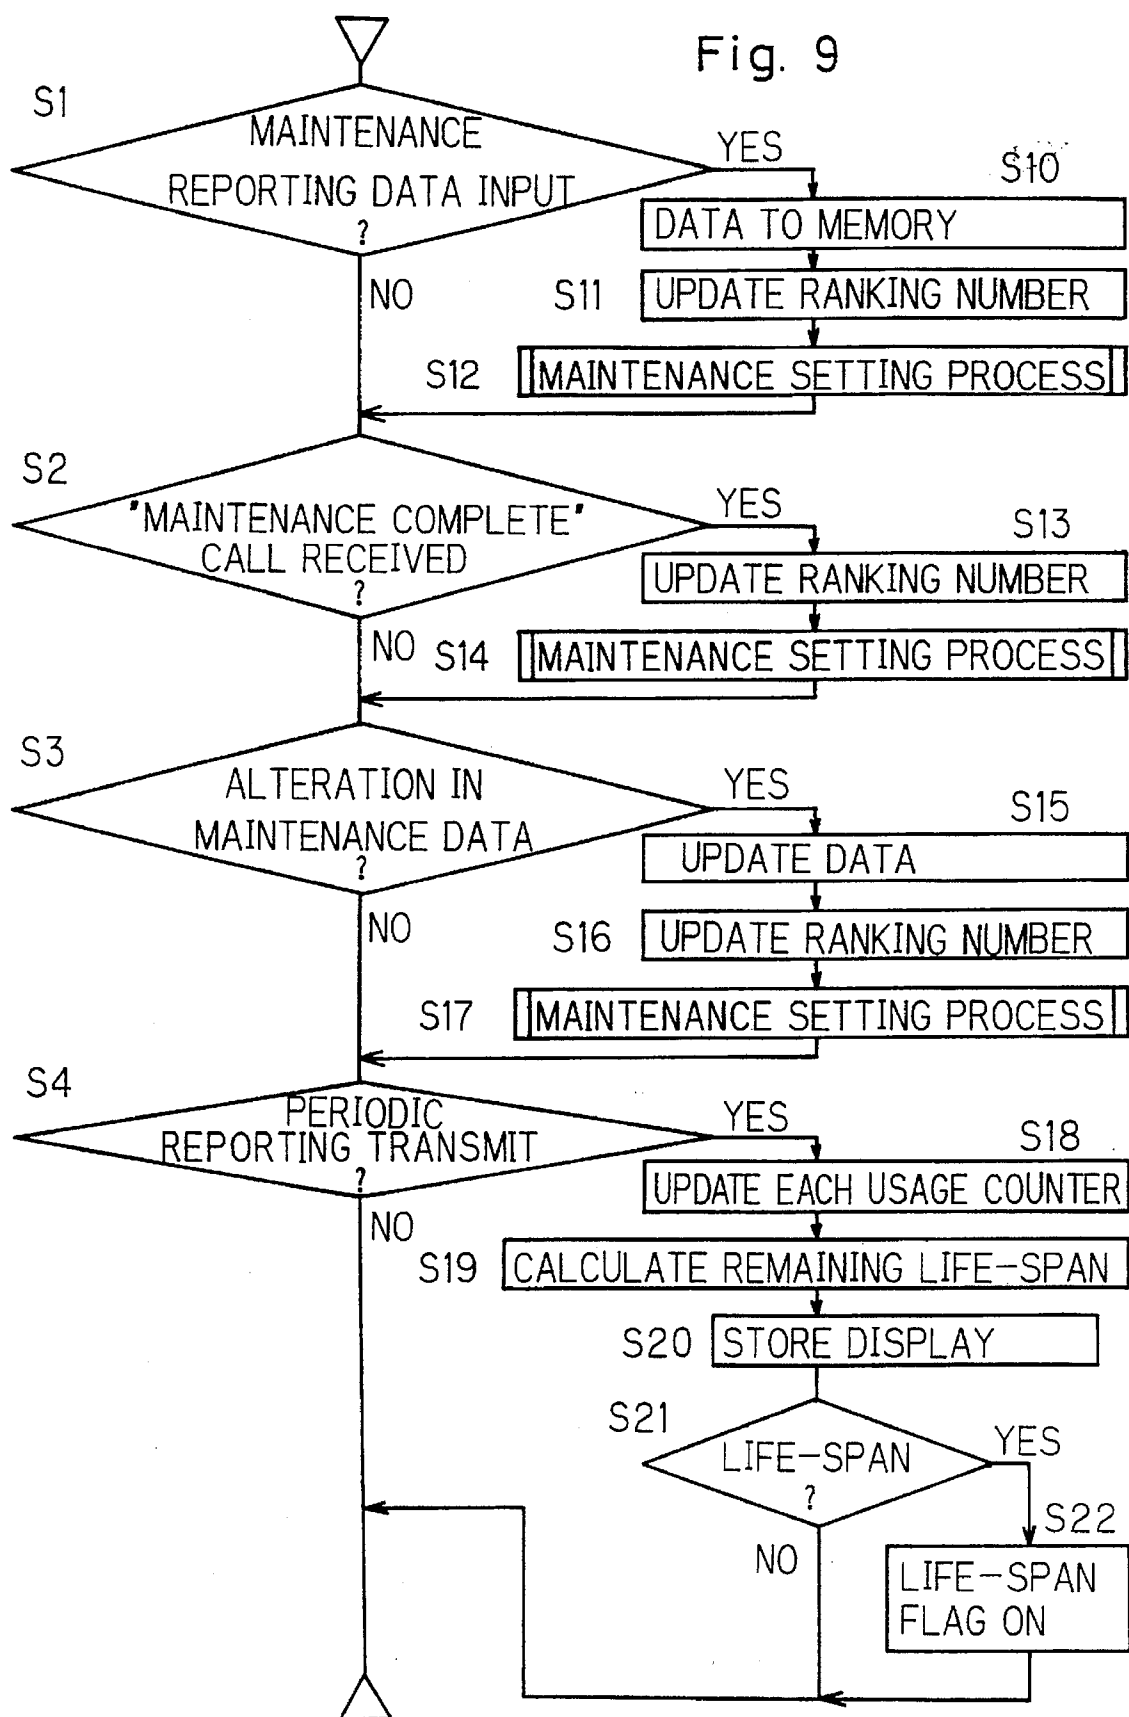 Fig. 9
S1
MAINTENANCE
REPORTING DATA INPUT
?
YES
S10
DATA TO MEMORY
NO
S11
UPDATE RANKING NUMBER
S12
MAINTENANCE SETTING PROCESS
S2
"MAINTENANCE COMPLETE"
CALL RECEIVED
?
YES
S13
UPDATE RANKING NUMBER
NO
S14
MAINTENANCE SETTING PROCESS
S3
ALTERATION IN
MAINTENANCE DATA
?
YES
S15
UPDATE DATA
NO
S16
UPDATE RANKING NUMBER
S17
MAINTENANCE SETTING PROCESS
S4
PERIODIC
REPORTING TRANSMIT
?
YES
S18
UPDATE EACH USAGE COUNTER
NO
S19
CALCULATE REMAINING LIFE-SPAN
S20
STORE DISPLAY
S21
LIFE-SPAN
?
YES
S22
NO
LIFE-SPAN
FLAG ON